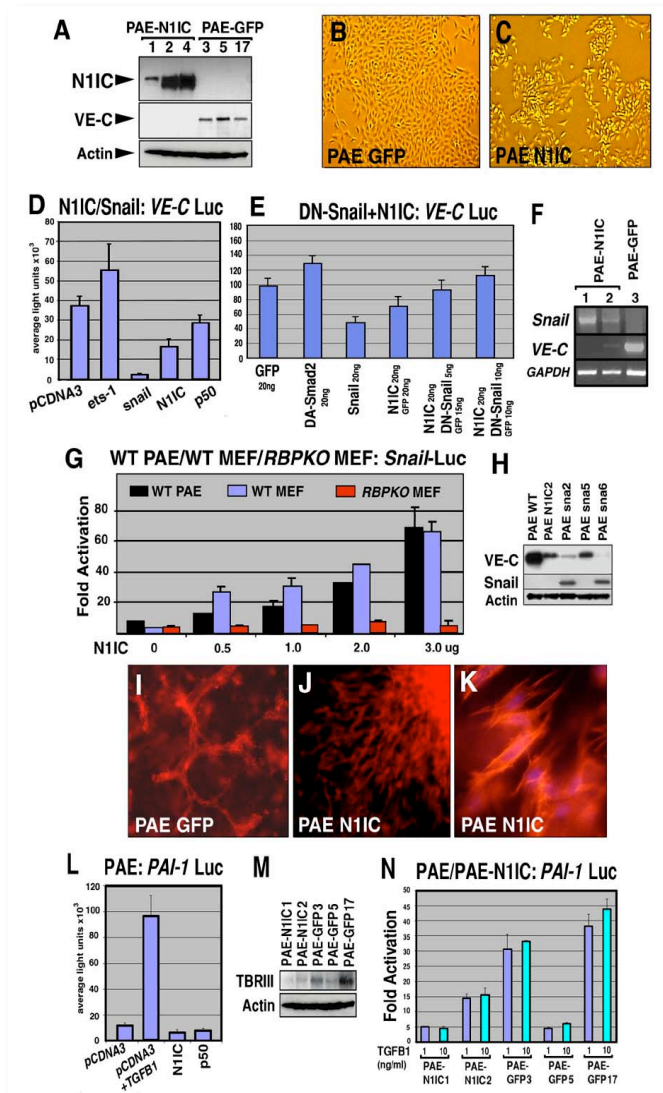 A
PAE-N1IC PAE-GFP
1 2 4 3 5 17
N1IC
VE-C
Actin
B
PAE GFP
C
PAE N1IC
D
N1IC/Snail: VE-C Luc
average light units x10³
80
70
60
50
40
30
20
10
0
pCDNA3
ets-1
snail
N1IC
p50
E
DN-Snail+N1IC: VE-C Luc
180
160
140
120
100
80
60
40
20
0
GFP 20ng
DA-Smad2 20ng
Snail 20ng
N1IC 20ng
GFP 20ng
N1IC 20ng
DN-Snail 5ng
GFP 15ng
N1IC 20ng
DN-Snail 10ng
GFP 10ng
F
PAE-N1IC
PAE-GFP
1 2 3
Snail
VE-C
GAPDH
G
WT PAE/WT MEF/RBPKO MEF: Snail-Luc
WT PAE
WT MEF
RBPKO MEF
Fold Activation
80
60
40
20
N1IC 0 0.5 1.0 2.0 3.0 ug
H
PAE WT
PAE N1IC2
PAE sna2
PAE sna5
PAE sna6
VE-C
Snail
Actin
I
PAE GFP
J
PAE N1IC
K
PAE N1IC
L
PAE: PAI-1 Luc
average light units x10³
120
100
80
60
40
20
0
pCDNA3
pCDNA3
+TGFB1
N1IC
p50
M
PAE-N1IC1
PAE-N1IC2
PAE-GFP3
PAE-GFP5
PAE-GFP17
TBRIII
Actin
N
PAE/PAE-N1IC: PAI-1 Luc
Fold Activation
50
45
40
35
30
25
20
15
10
5
0
TGFB1 1 10 1 10 1 10 1 10 1 10
(ng/ml)
PAE-N1IC1
PAE-N1IC2
PAE-GFP3
PAE-GFP5
PAE-GFP17